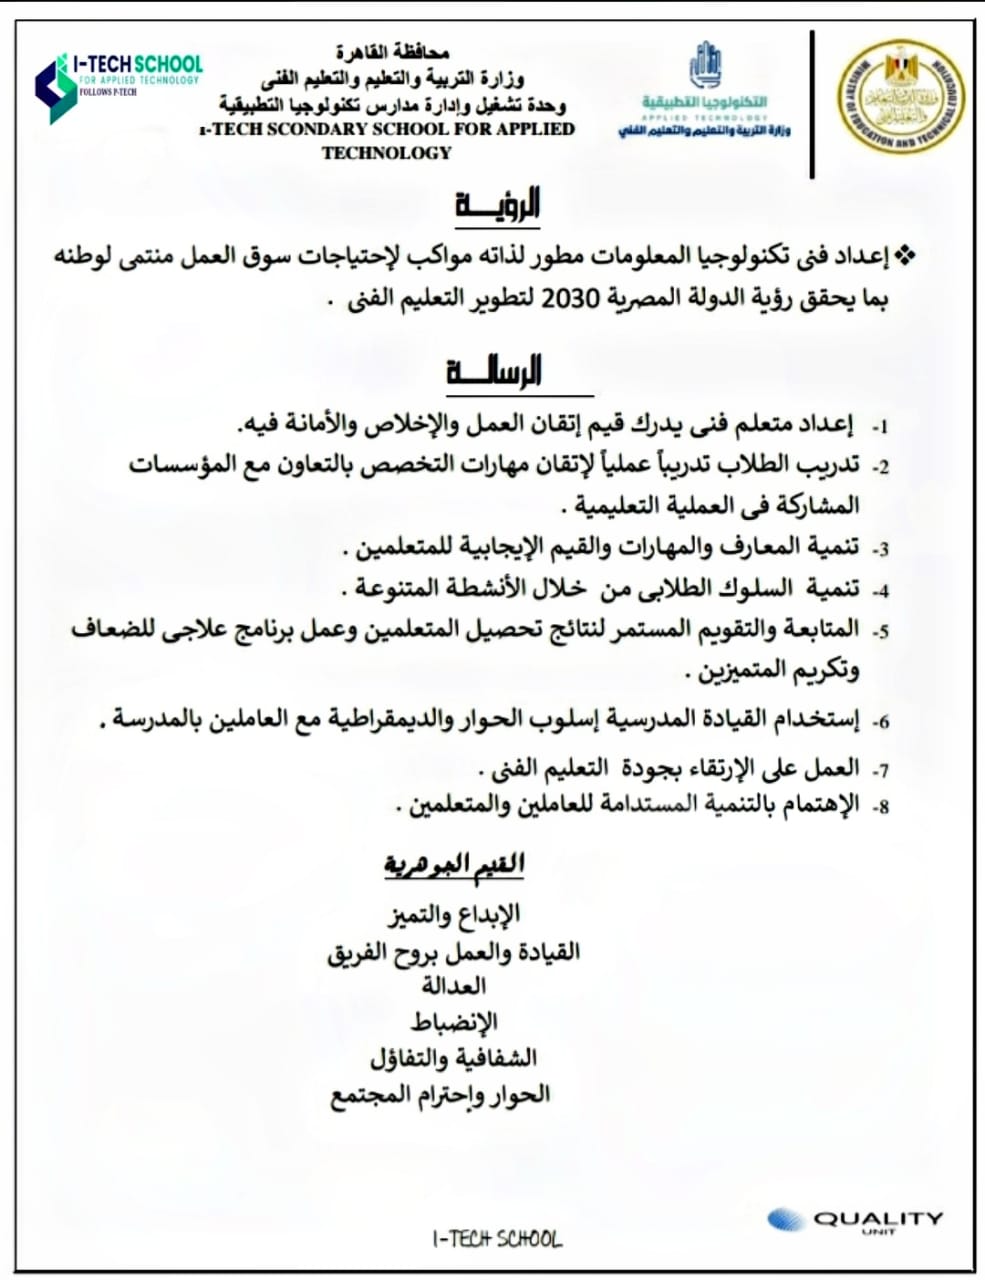 I-TECH SCHOOL
FOR APPLIED TECHNOLOGY
FOLLOWS P-TECH
محافظة القاهرة
وزارة التربية والتعليم والتعليم الفنى
وحدة تشغيل وإدارة مدارس تكنولوجيا التطبيقية
I-TECH SCONDARY SCHOOL FOR APPLIED
TECHNOLOGY
التكنولوجيا التطبيقية
APPLIED TECHNOLOGY
وزارة التربية والتعليم والتعليم الفني
MINISTRY OF EDUCATION AND TECHNICAL EDUCATION
الرؤيـــة
❖ إعداد فنى تكنولوجيا المعلومات مطور لذاته مواكب لإحتياجات سوق العمل منتمى لوطنه
بما يحقق رؤية الدولة المصرية 2030 لتطوير التعليم الفنى .
الرسالـــة
1- إعداد متعلم فنى يدرك قيم إتقان العمل والإخلاص والأمانة فيه.
2- تدريب الطلاب تدريباً عملياً لإتقان مهارات التخصص بالتعاون مع المؤسسات
المشاركة فى العملية التعليمية .
3- تنمية المعارف والمهارات والقيم الإيجابية للمتعلمين .
4- تنمية السلوك الطلابى من خلال الأنشطة المتنوعة .
5- المتابعة والتقويم المستمر لنتائج تحصيل المتعلمين وعمل برنامج علاجى للضعاف
وتكريم المتميزين .
6- إستخدام القيادة المدرسية إسلوب الحوار والديمقراطية مع العاملين بالمدرسة .
7- العمل على الإرتقاء بجودة التعليم الفنى .
8- الإهتمام بالتنمية المستدامة للعاملين والمتعلمين .
القيم الجوهرية
الإبداع والتميز
القيادة والعمل بروح الفريق
العدالة
الإنضباط
الشفافية والتفاؤل
الحوار وإحترام المجتمع
QUALITY
UNIT
I-TECH SCHOOL